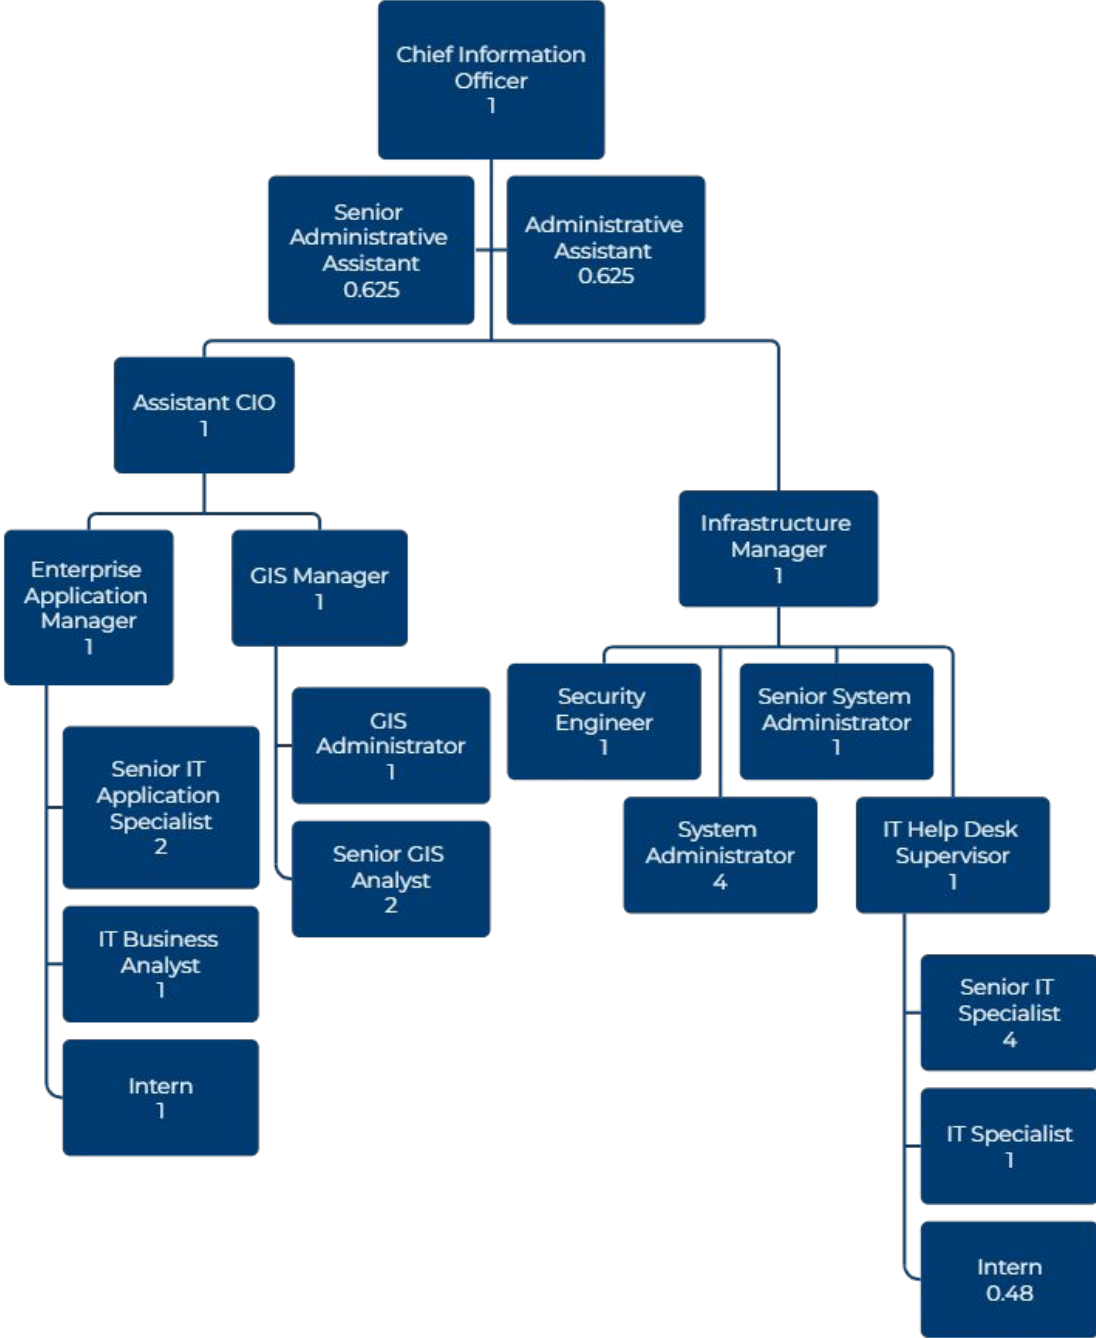 Chief Information
Officer
1
Senior
Administrative
Assistant
0.625
Administrative
Assistant
0.625
Assistant CIO
1
Infrastructure
Manager
1
Enterprise
Application
Manager
1
GIS Manager
1
Security
Engineer
1
Senior System
Administrator
1
GIS
Administrator
1
Senior IT
Application
Specialist
2
System
Administrator
4
IT Help Desk
Supervisor
1
Senior GIS
Analyst
2
IT Business
Analyst
1
Senior IT
Specialist
4
Intern
1
IT Specialist
1
Intern
0.48